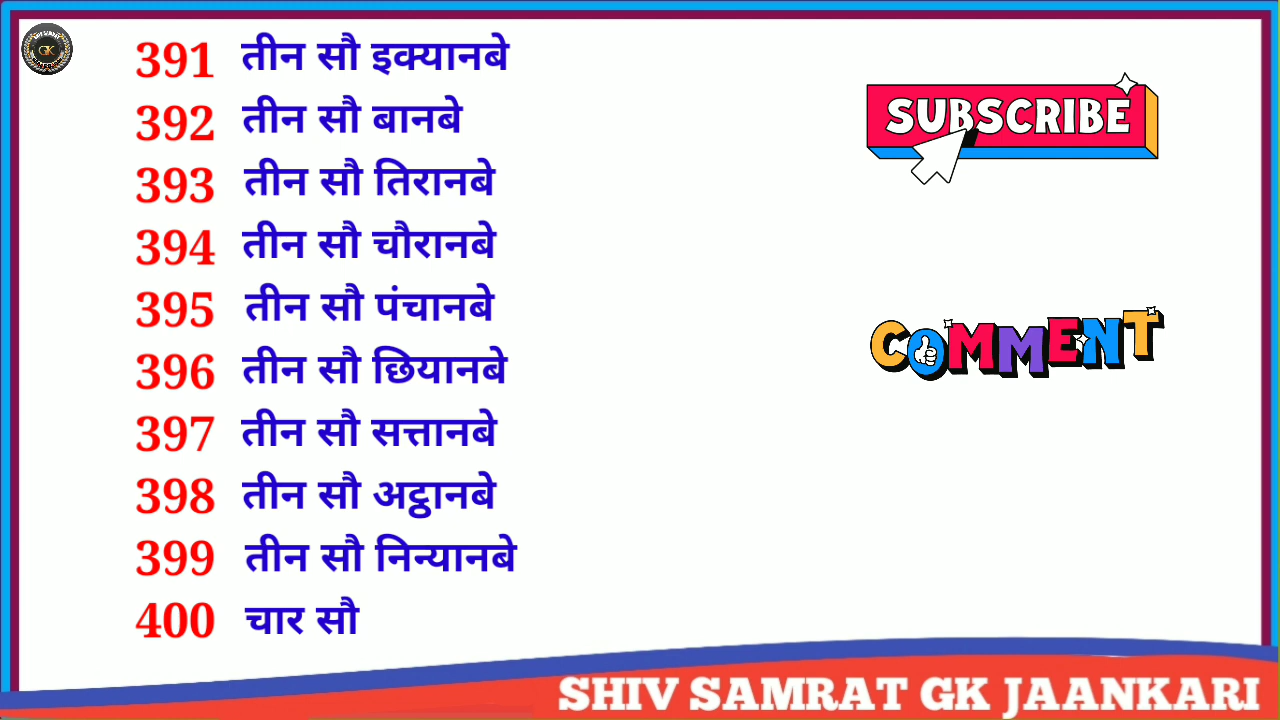 391 तीन सौ इक्यानबे
392 तीन सौ बानबे
393 तीन सौ तिरानबे
394 तीन सौ चौरानबे
395 तीन सौ पंचानबे
396 तीन सौ छियानबे
397 तीन सौ सत्तानबे
398 तीन सौ अट्ठानबे
399 तीन सौ निन्यानबे
400 चार सौ
GK
SUBSCRIBE
COMMENT
SHIV SAMRAT GK JAANKARI